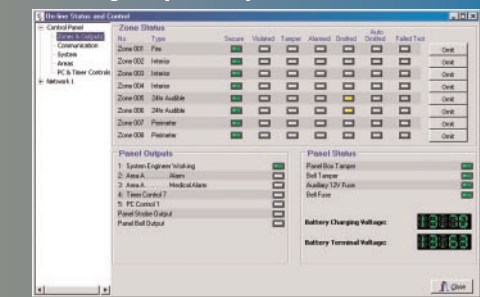 On-line Status and Control
Control Panel
Zones & Outputs
Communication
System
Areas
PC & Timer Controls
Network 1
Zone Status
No Type Secure Violated Tamper Alarmed Omitted Auto Omitted Failed Test
Zone 001 Fire Omit
Zone 002 Interior Omit
Zone 003 Interior Omit
Zone 004 Interior Omit
Zone 005 24Hr Audible Omit
Zone 006 24Hr Audible Omit
Zone 007 Perimeter Omit
Zone 008 Perimeter Omit
Panel Outputs
1: System Engineer Working
2: Area A ........ Alarm
3: Area A ........ Medical Alarm
4: Timer Control 7
5: PC Control 1
Panel Strobe Output
Panel Bell Output
Panel Status
Panel Box Tamper
Bell Tamper
Auxiliary 12V Fuse
Bell Fuse
Battery Charging Voltage: 13.70
Battery Terminal Voltage: 13.63
Close